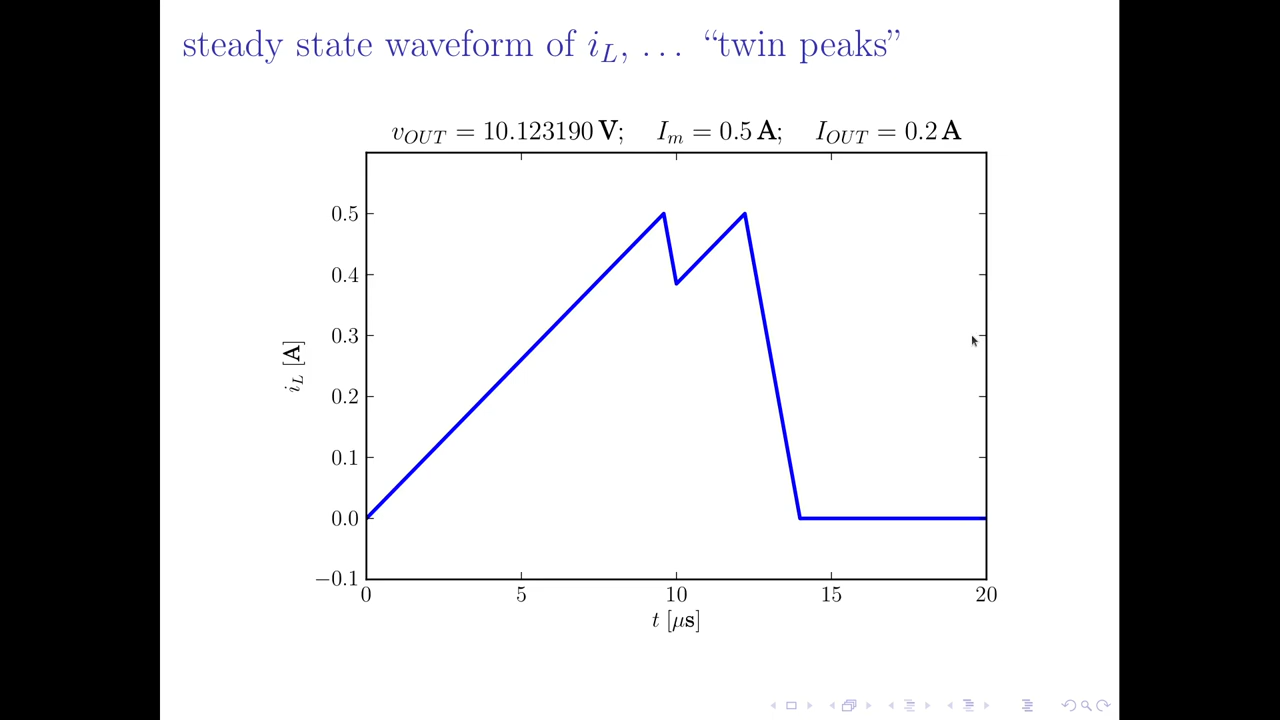 steady state waveform of i_L, ... “twin peaks”
v_OUT = 10.123190 V; I_m = 0.5 A; I_OUT = 0.2 A
0.5
0.4
0.3
0.2
0.1
0.0
−0.1
i_L [A]
0 5 10 15 20
t [μs]